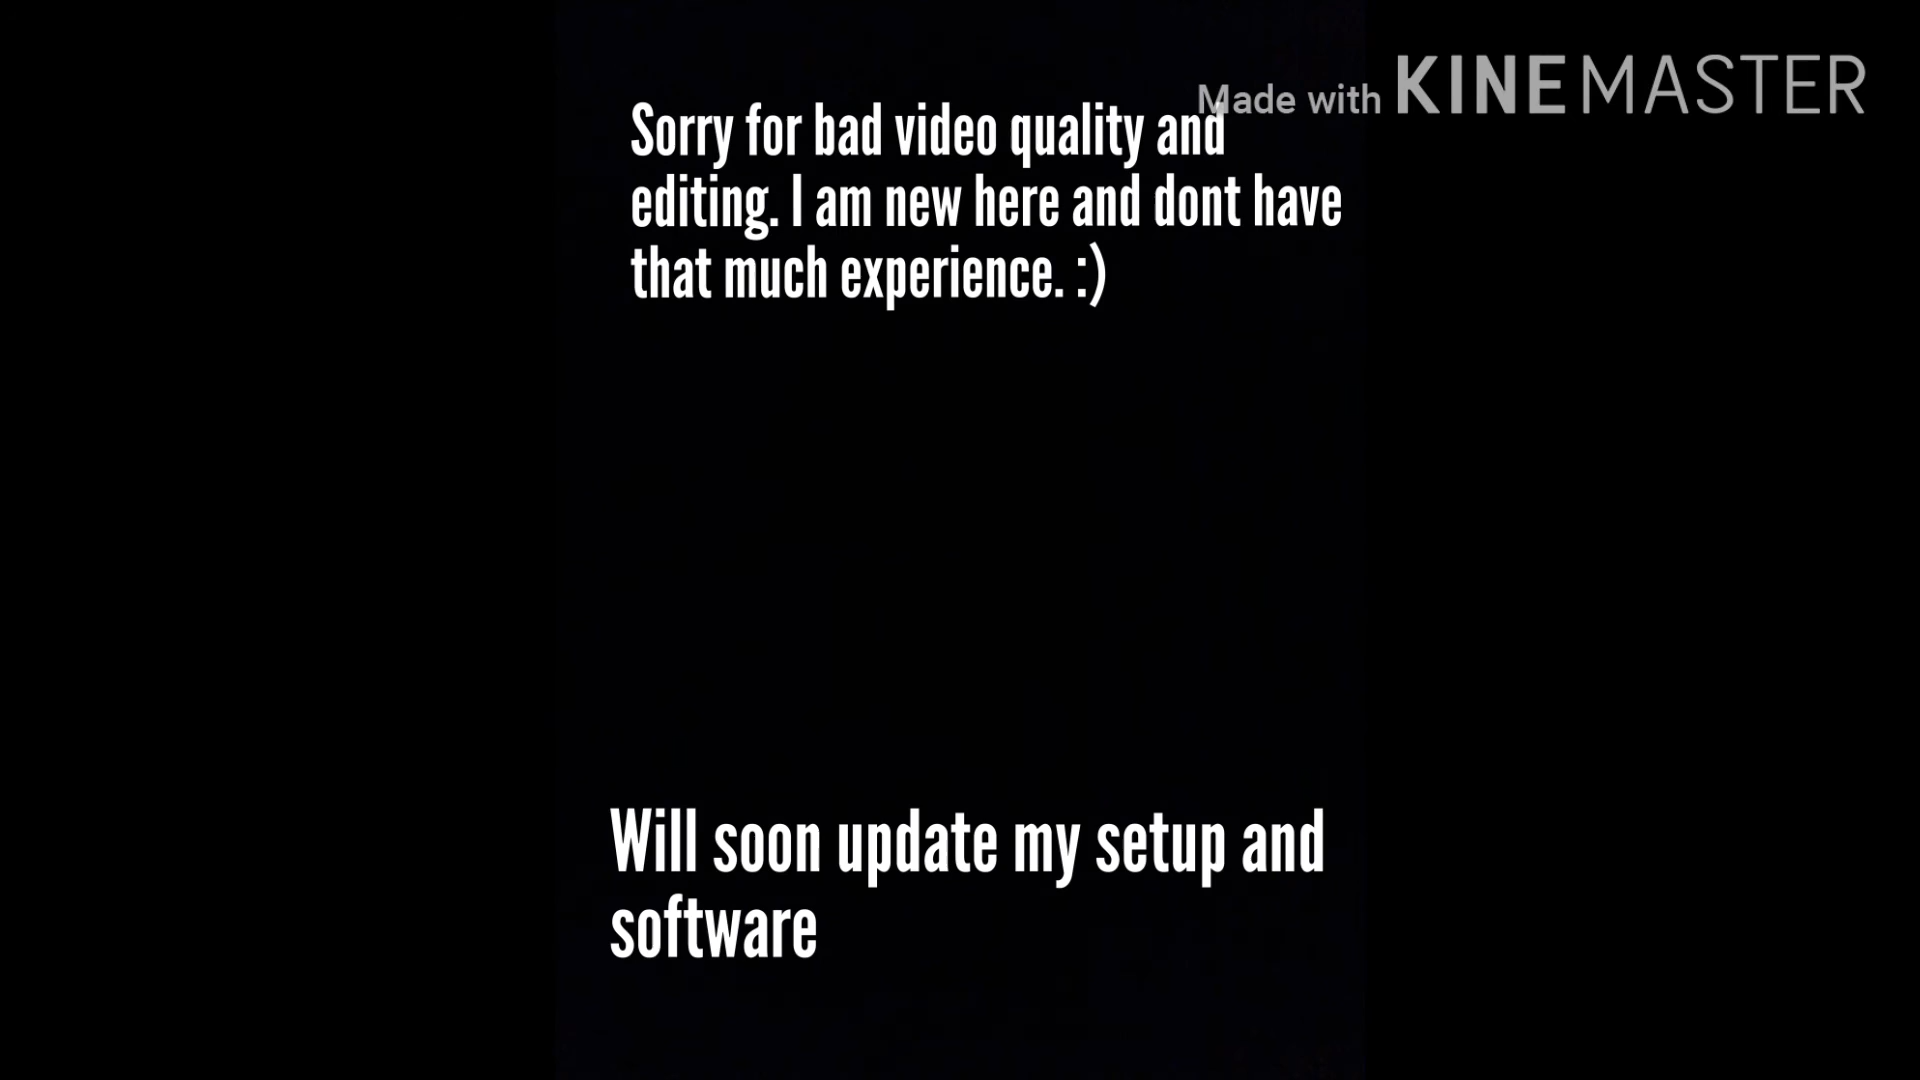 Made with KINEMASTER
Sorry for bad video quality and
editing. I am new here and dont have
that much experience. :)
Will soon update my setup and
software